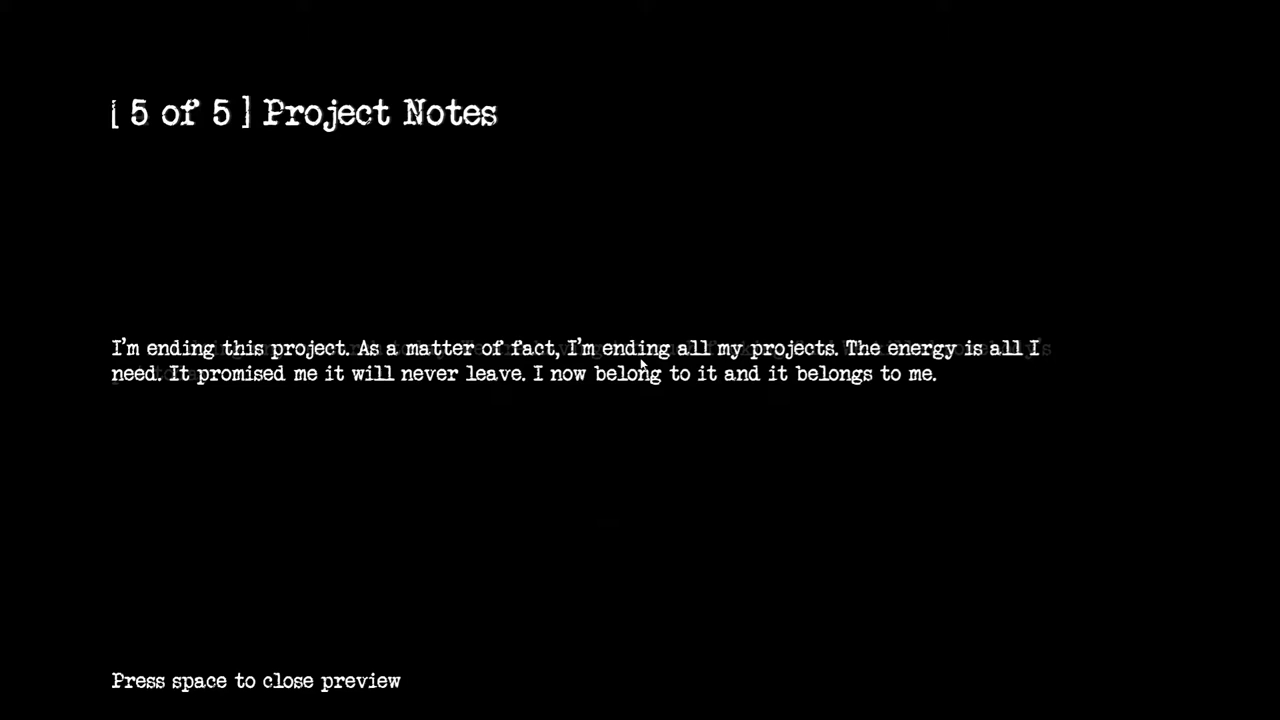 [ 5 of 5 ] Project Notes
I'm ending this project. As a matter of fact, I'm ending all my projects. The energy is all I
need. It promised me it will never leave. I now belong to it and it belongs to me.
Press space to close preview